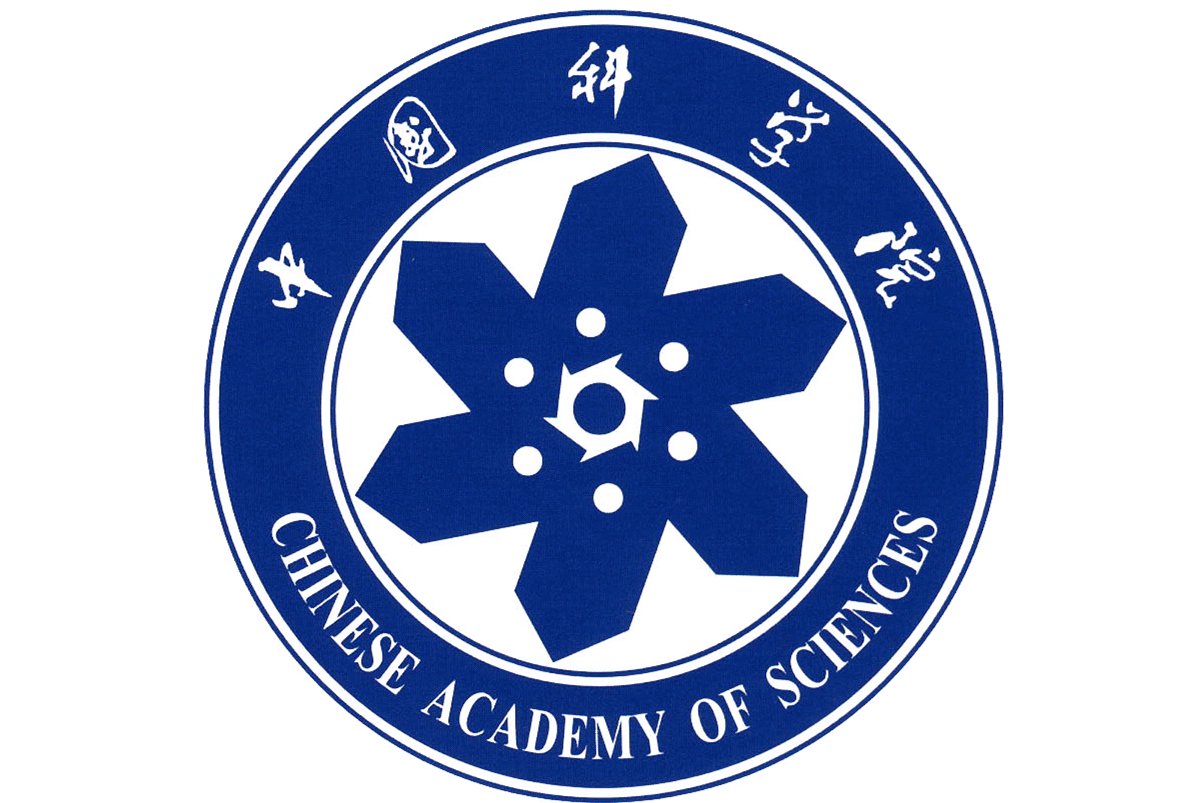 中国科学院
CHINESE ACADEMY OF SCIENCES